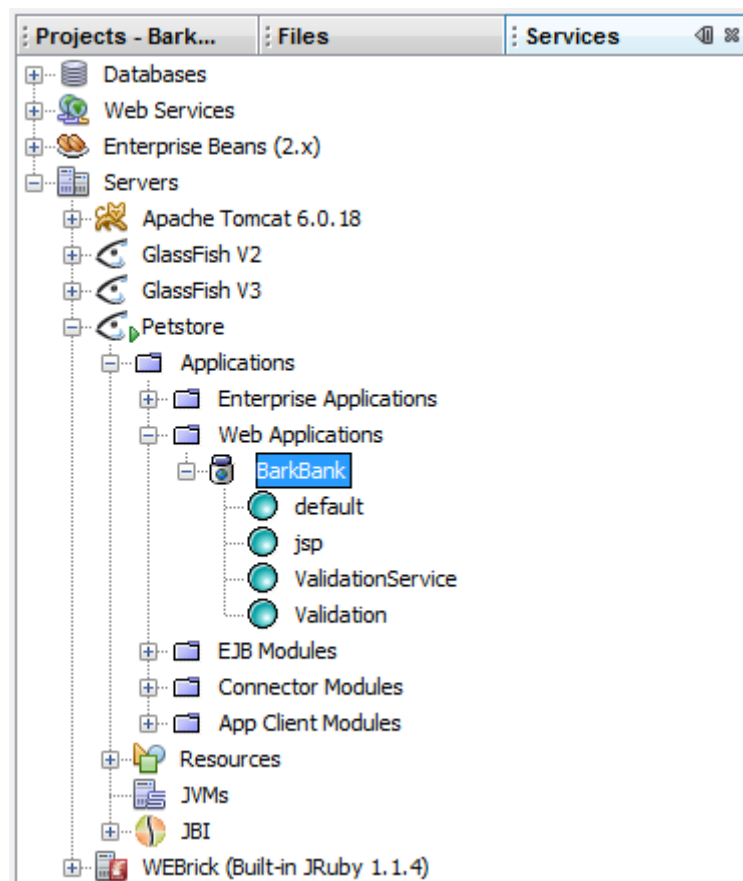 Projects - Bark... Files Services
Databases
Web Services
Enterprise Beans (2.x)
Servers
Apache Tomcat 6.0.18
GlassFish V2
GlassFish V3
Petstore
Applications
Enterprise Applications
Web Applications
BarkBank
default
jsp
ValidationService
Validation
EJB Modules
Connector Modules
App Client Modules
Resources
JVMs
JBI
WEBrick (Built-in JRuby 1.1.4)